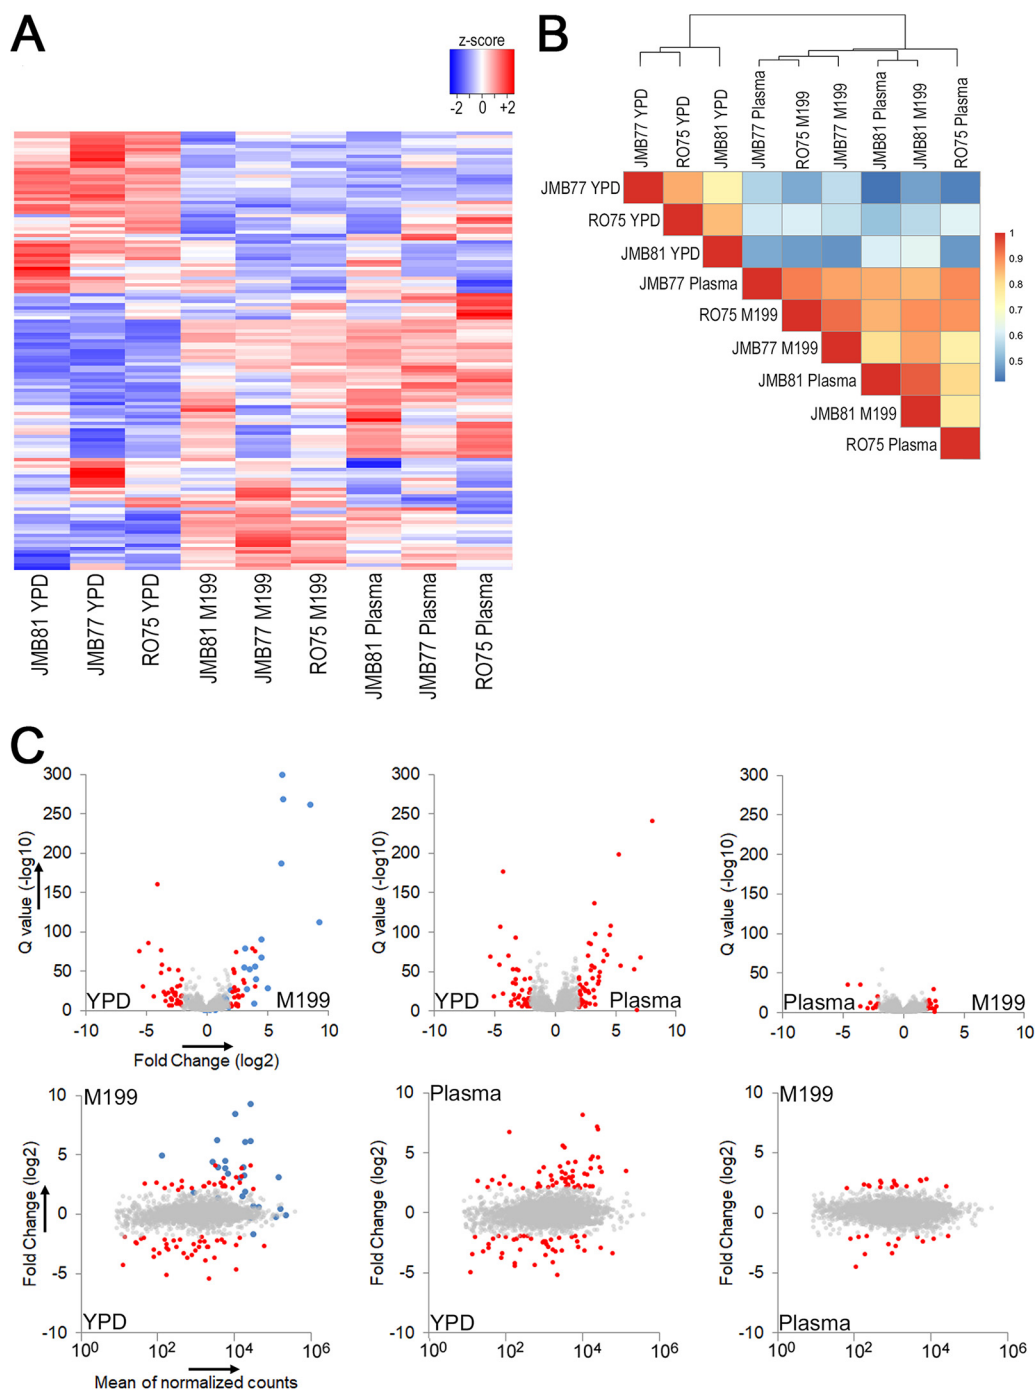 A
z-score
-2 0 +2
JMB81 YPD
JMB77 YPD
RO75 YPD
JMB81 M199
JMB77 M199
RO75 M199
JMB81 Plasma
JMB77 Plasma
RO75 Plasma
B
JMB77 YPD
RO75 YPD
JMB81 YPD
JMB77 Plasma
RO75 M199
JMB77 M199
JMB81 Plasma
JMB81 M199
RO75 Plasma
JMB77 YPD
RO75 YPD
JMB81 YPD
JMB77 Plasma
RO75 M199
JMB77 M199
JMB81 Plasma
JMB81 M199
RO75 Plasma
1
0.9
0.8
0.7
0.6
0.5
C
Q value (-log10)
300
250
200
150
100
50
0
YPD M199
-10 -5 0 5 10
Fold Change (log2)
Q value (-log10)
300
250
200
150
100
50
0
YPD Plasma
-10 -5 0 5 10
Q value (-log10)
300
250
200
150
100
50
0
Plasma M199
-10 -5 0 5 10
Fold Change (log2)
10
5
0
-5
-10
M199
YPD
10^0 10^2 10^4 10^6
Mean of normalized counts
Fold Change (log2)
10
5
0
-5
-10
Plasma
YPD
10^0 10^2 10^4 10^6
Fold Change (log2)
10
5
0
-5
-10
M199
Plasma
10^0 10^2 10^4 10^6